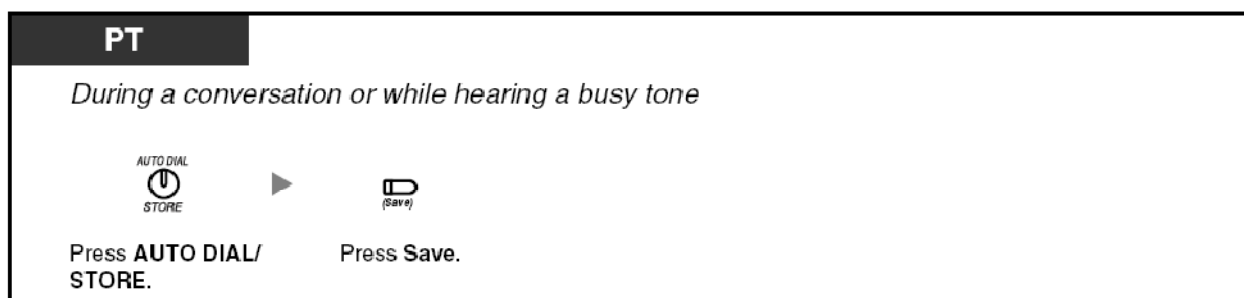 PT
During a conversation or while hearing a busy tone
AUTO DIAL
STORE
(Save)
Press AUTO DIAL/
STORE.
Press Save.